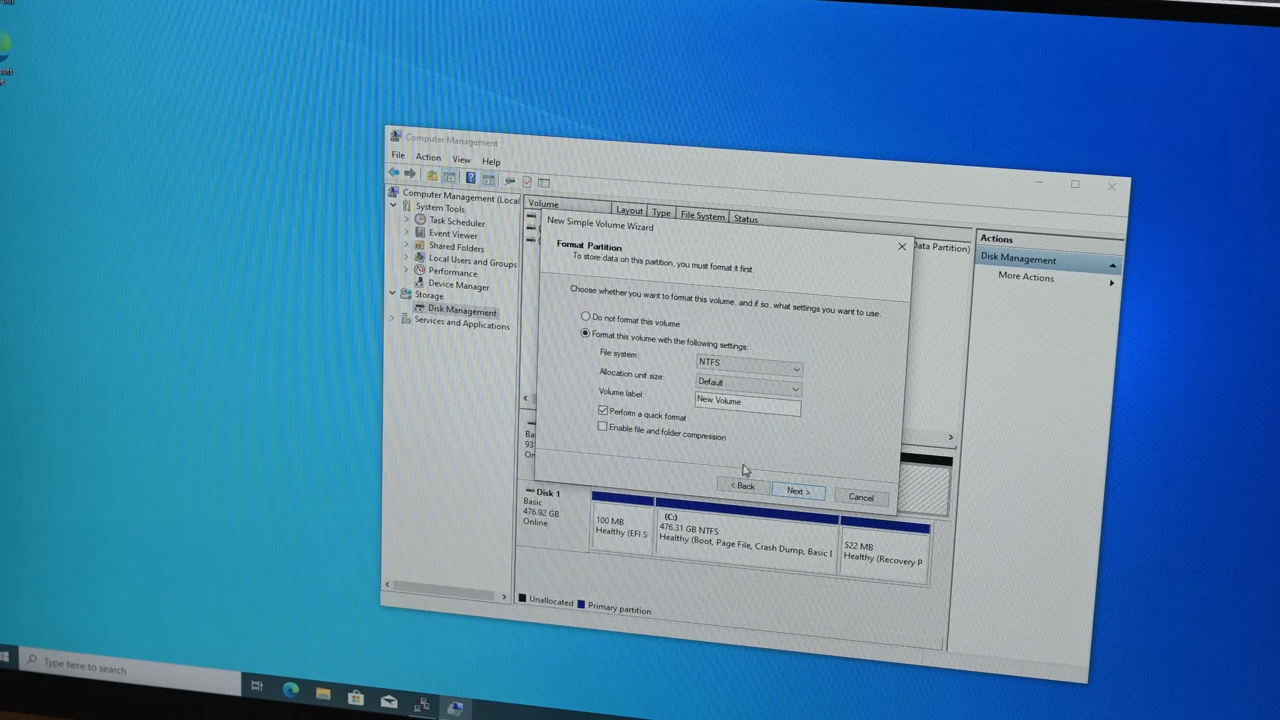 Computer Management
File Action View Help
Computer Management (Local
System Tools
Task Scheduler
Event Viewer
Shared Folders
Local Users and Groups
Performance
Device Manager
Storage
Disk Management
Services and Applications
Volume Layout Type File System Status
Data Partition)
Actions
Disk Management
More Actions
New Simple Volume Wizard
Format Partition
To store data on this partition, you must format it first.
Choose whether you want to format this volume, and if so, what settings you want to use.
Do not format this volume
Format this volume with the following settings:
File system: NTFS
Allocation unit size: Default
Volume label: New Volume
Perform a quick format
Enable file and folder compression
< Back Next > Cancel
Ba
93
On
Disk 1
Basic
476.92 GB
Online
100 MB
Healthy (EFI S
(C:)
476.31 GB NTFS
Healthy (Boot, Page File, Crash Dump, Basic
522 MB
Healthy (Recovery P
Unallocated Primary partition
Type here to search